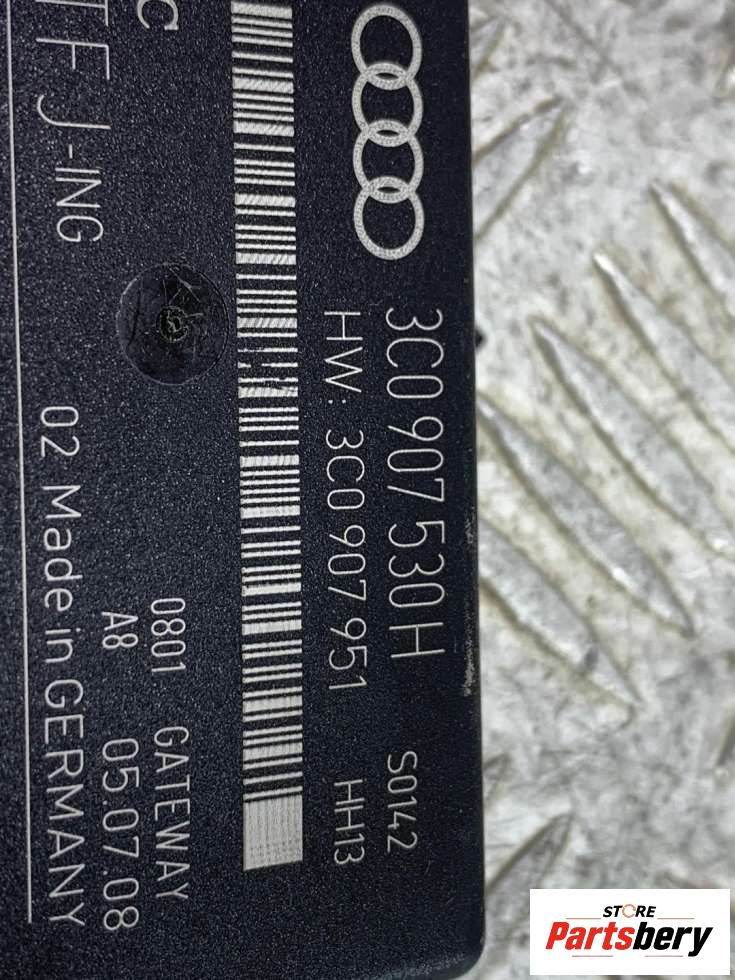 3C0 907 530 H S0142
HW: 3C0 907 951 HH13
0801 GATEWAY
A8 05.07.08
J-ING
02 Made in GERMANY
STORE
Partsbery